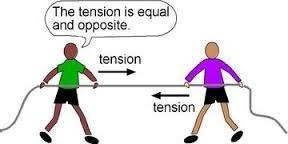 The tension is equal
and opposite.
tension
tension